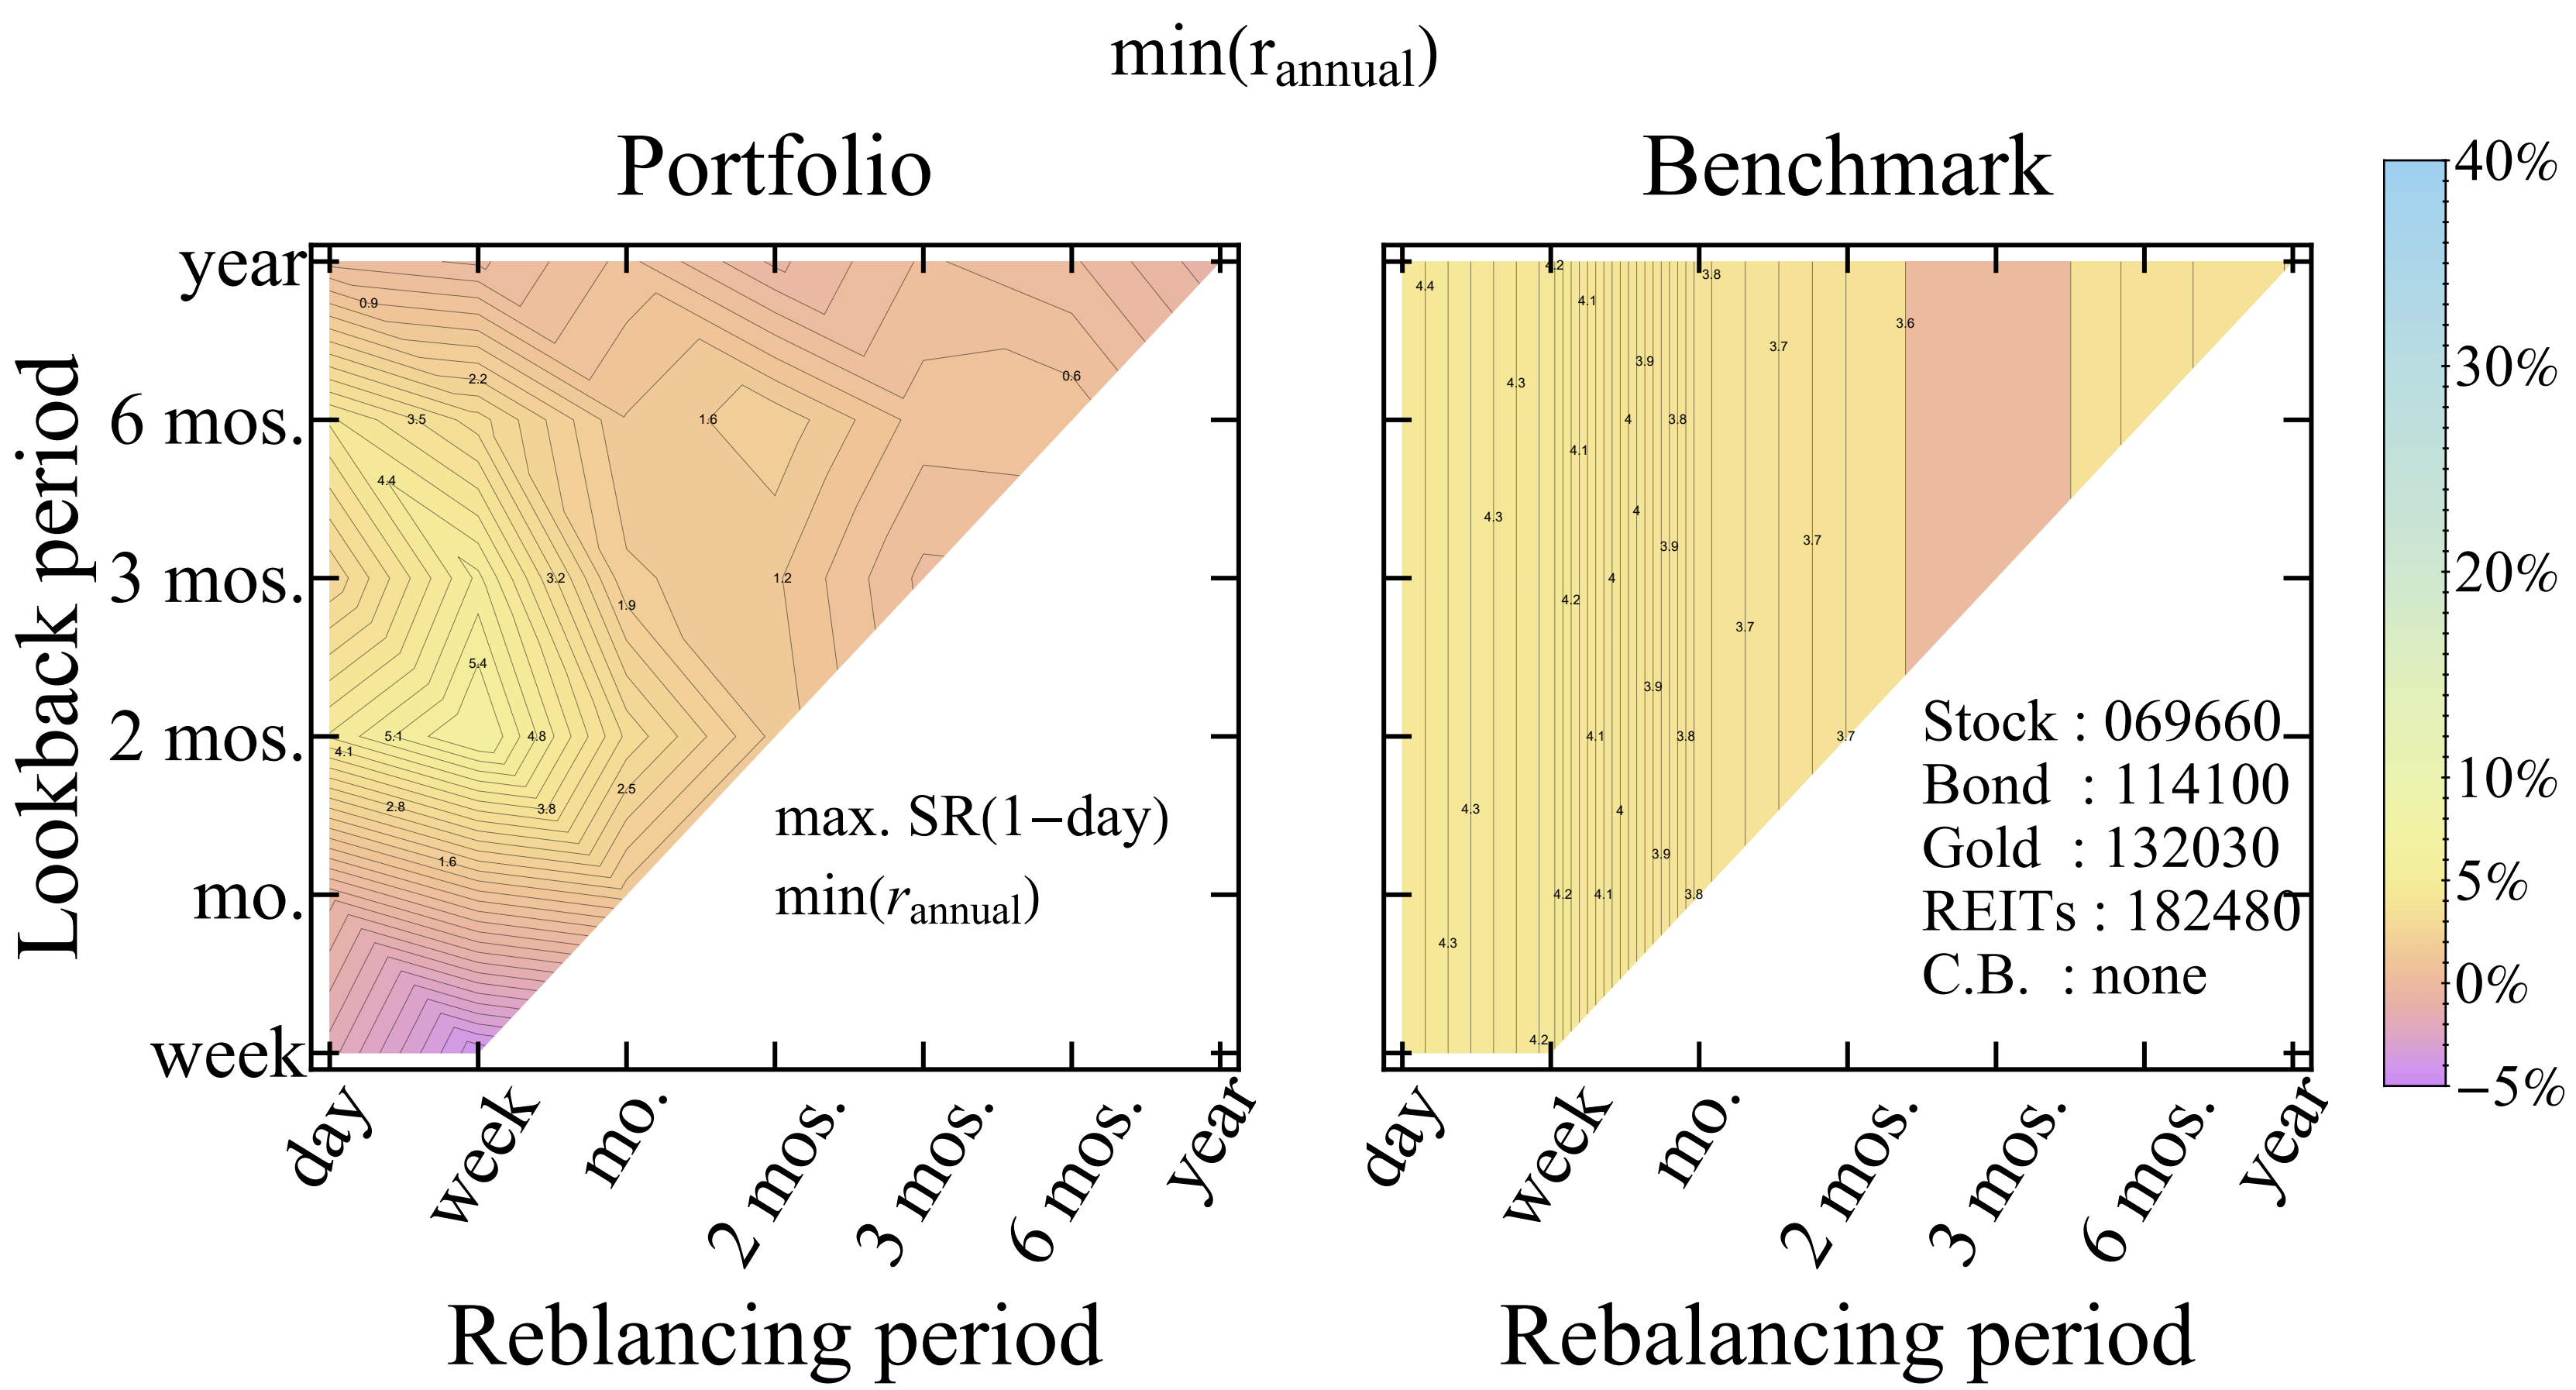 min(r_annual)
Portfolio
Benchmark
Lookback period
year
6 mos.
3 mos.
2 mos.
mo.
week
0.9
2.2
3.5
1.6
0.6
4.4
3.2
1.2
1.9
5.4
5.1
4.8
4.1
2.5
2.8
3.8
1.6
max. SR(1−day)
min(r_annual)
day
week
mo.
2 mos.
3 mos.
6 mos.
year
Reblancing period
4.2
3.8
4.4
4.1
3.6
3.7
3.9
4.3
4
3.8
4.1
4
4.3
3.7
3.9
4
4.2
3.7
3.9
4.1
3.8
3.7
4.3
4
3.9
4.2
4.1
3.8
4.3
4.2
Stock : 069660
Bond : 114100
Gold : 132030
REITs : 182480
C.B. : none
day
week
mo.
2 mos.
3 mos.
6 mos.
year
Rebalancing period
40%
30%
20%
10%
5%
0%
−5%